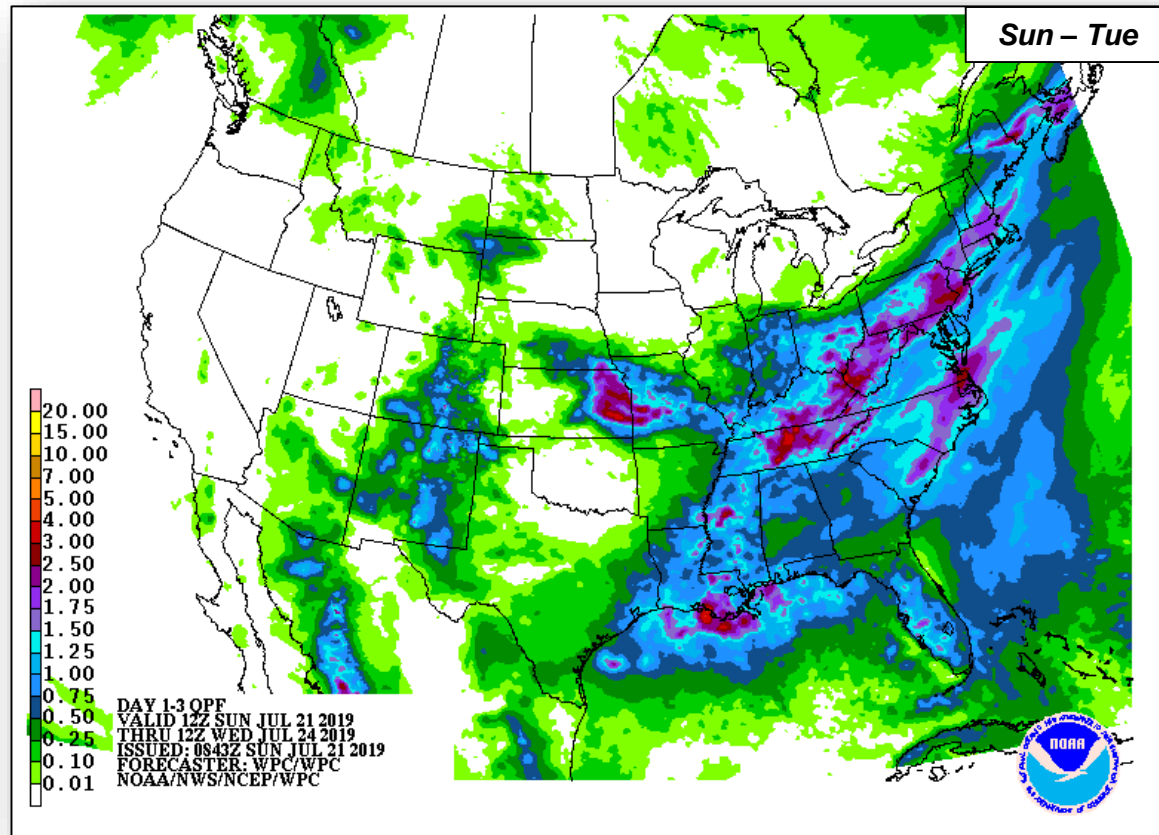 Sun – Tue
20.00
15.00
10.00
7.00
5.00
4.00
3.00
2.50
2.00
1.75
1.50
1.25
1.00
0.75
0.50
0.25
0.10
0.01
DAY 1-3 QPF
VALID 12Z SUN JUL 21 2019
THRU 12Z WED JUL 24 2019
ISSUED: 0843Z SUN JUL 21 2019
FORECASTER: WPC/WPC
NOAA/NWS/NCEP/WPC
NOAA